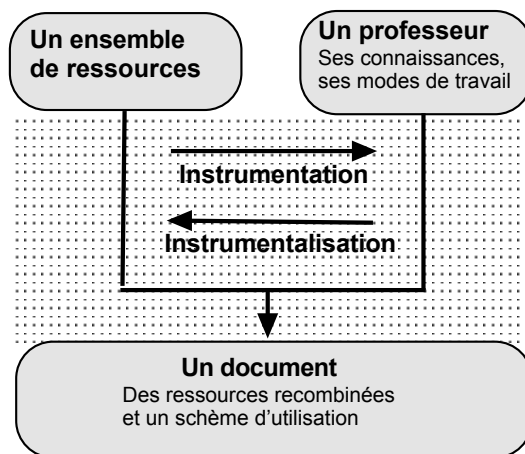 Un ensemble
de ressources
Un professeur
Ses connaissances,
ses modes de travail
Instrumentation
Instrumentalisation
Un document
Des ressources recombinées
et un schème d’utilisation